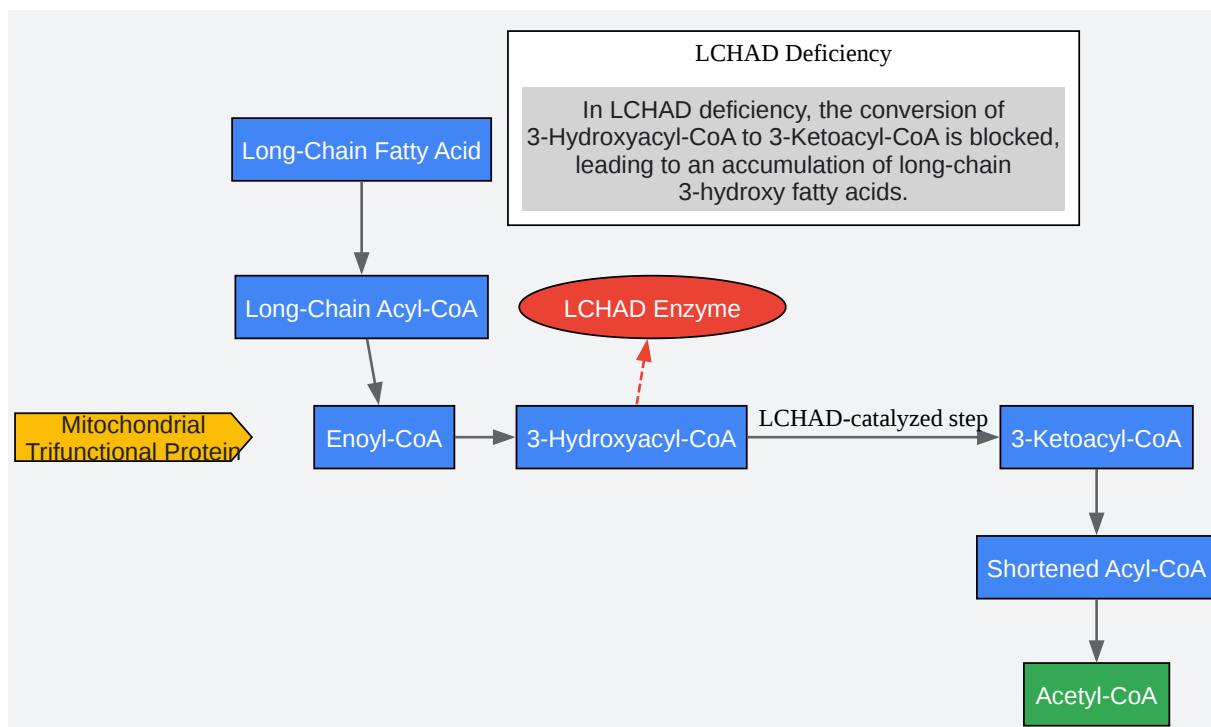 LCHAD Deficiency
In LCHAD deficiency, the conversion of
3-Hydroxyacyl-CoA to 3-Ketoacyl-CoA is blocked,
leading to an accumulation of long-chain
3-hydroxy fatty acids.
Long-Chain Fatty Acid
Long-Chain Acyl-CoA
LCHAD Enzyme
Mitochondrial
Trifunctional Protein
Enoyl-CoA
3-Hydroxyacyl-CoA
LCHAD-catalyzed step
3-Ketoacyl-CoA
Shortened Acyl-CoA
Acetyl-CoA